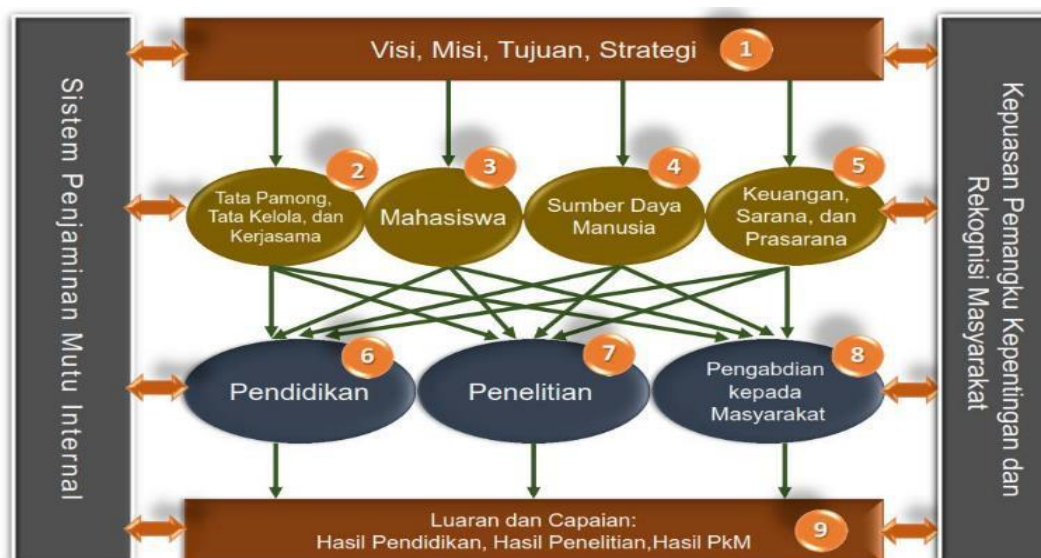 Sistem Penjaminan Mutu Internal
Visi, Misi, Tujuan, Strategi
1
2
Tata Pamong,
Tata Kelola, dan
Kerjasama
3
Mahasiswa
4
Sumber Daya
Manusia
5
Keuangan,
Sarana, dan
Prasarana
6
Pendidikan
7
Penelitian
8
Pengabdian
kepada
Masyarakat
9
Luaran dan Capaian:
Hasil Pendidikan, Hasil Penelitian,Hasil PkM
Kepuasan Pemangku Kepentingan dan
Rekognisi Masyarakat